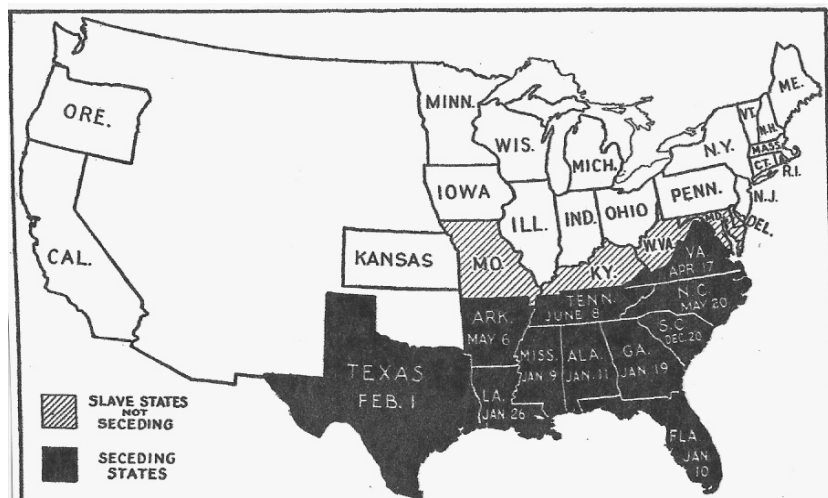 ORE.
CAL.
MINN.
WIS.
MICH.
IOWA
ILL.
IND.
OHIO
PENN.
N.Y.
VT.
N.H.
ME.
MASS.
CT.
R.I.
N.J.
DEL.
MD.
W.VA.
KANSAS
MO.
KY.
VA.
APR. 17
TENN.
JUNE 8
N.C.
MAY 20
S.C.
DEC. 20
ARK.
MAY 6
MISS.
JAN. 9
ALA.
JAN. 11
GA.
JAN. 19
TEXAS
FEB. 1
LA.
JAN 26
FLA
JAN
10
SLAVE STATES
NOT
SECEDING
SECEDING
STATES